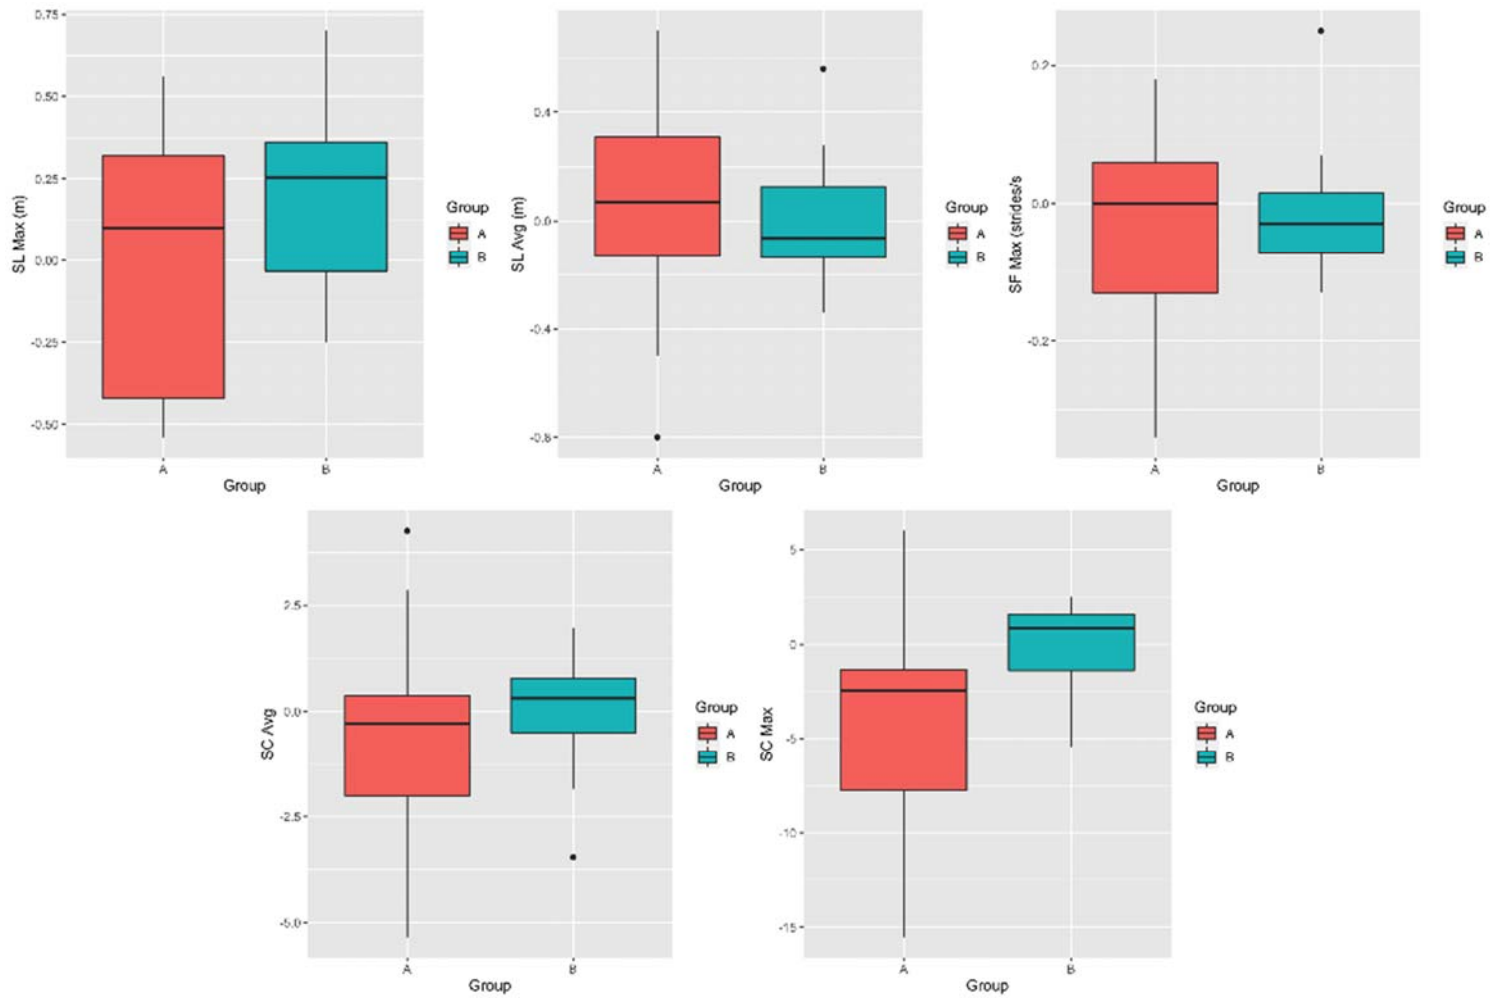 SL Max (m)
0.75
0.50
0.25
0.00
-0.25
-0.50
A B
Group
Group
A
B
SL Avg (m)
0.4
0.0
-0.4
-0.8
A B
Group
Group
A
B
SF Max (strides/s
0.2
0.0
-0.2
A B
Group
Group
A
B
SC Avg
2.5
0.0
-2.5
-5.0
A B
Group
Group
A
B
SC Max
5
0
-5
-10
-15
A B
Group
Group
A
B